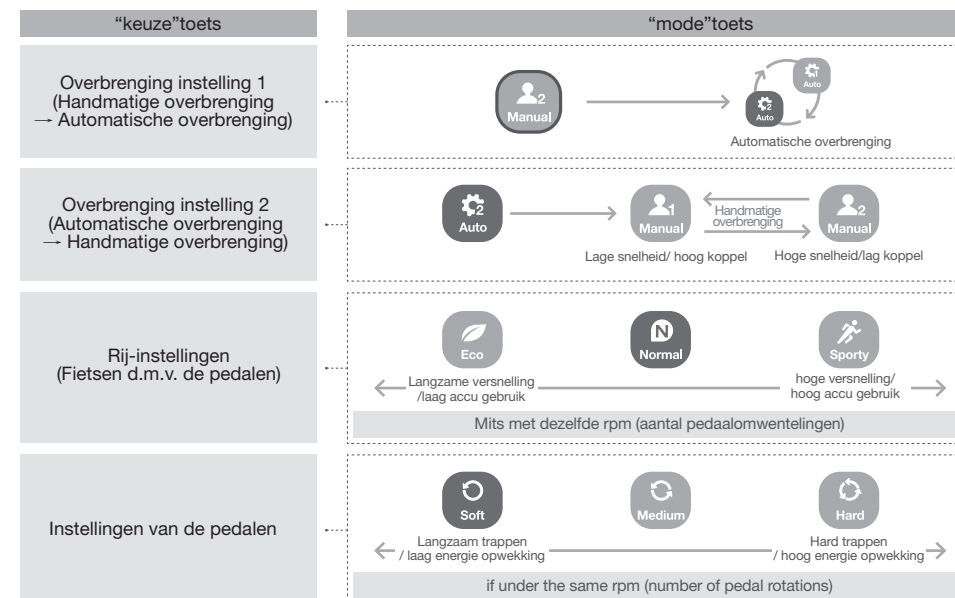 “keuze”toets
“mode”toets
Overbrenging instelling 1
(Handmatige overbrenging
→ Automatische overbrenging)
2
Manual
1
Auto
2
Auto
Automatische overbrenging
Overbrenging instelling 2
(Automatische overbrenging
→ Handmatige overbrenging)
2
Auto
1
Manual
Handmatige
overbrenging
2
Manual
Lage snelheid/ hoog koppel
Hoge snelheid/lag koppel
Rij-instellingen
(Fietsen d.m.v. de pedalen)
Eco
N
Normal
Sporty
Langzame versnelling
/laag accu gebruik
hoge versnelling/
hoog accu gebruik
Mits met dezelfde rpm (aantal pedaalomwentelingen)
Instellingen van de pedalen
Soft
Medium
Hard
Langzaam trappen
/ laag energie opwekking
Hard trappen
/ hoog energie opwekking
if under the same rpm (number of pedal rotations)